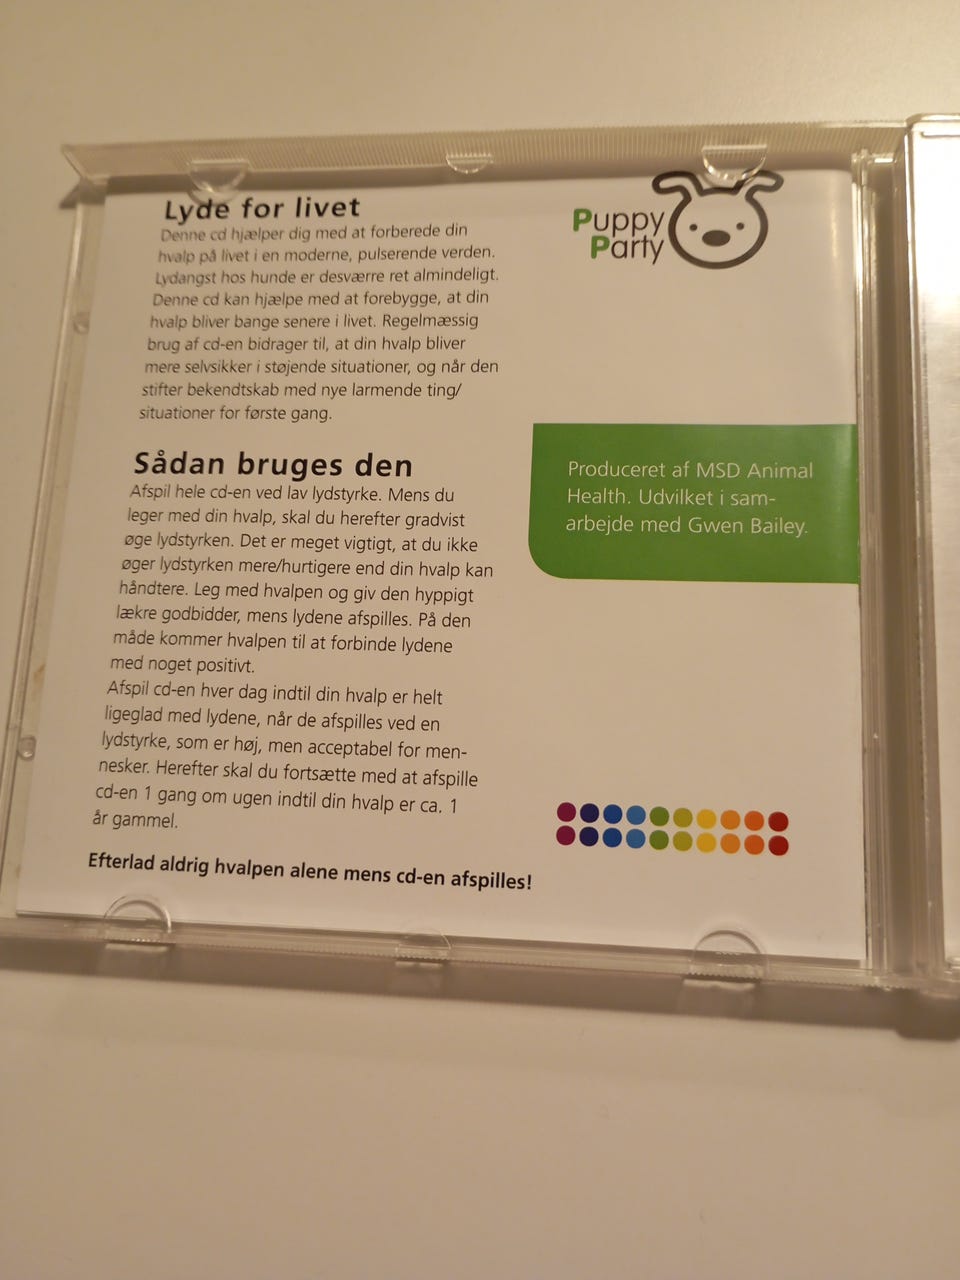 Lyde for livet
Denne cd hjælper dig med at forberede din
hvalp på livet i en moderne, pulserende verden.
Lydangst hos hunde er desværre ret almindeligt.
Denne cd kan hjælpe med at forebygge, at din
hvalp bliver bange senere i livet. Regelmæssig
brug af cd-en bidrager til, at din hvalp bliver
mere selvsikker i støjende situationer, og når den
stifter bekendtskab med nye larmende ting/
situationer for første gang.
Sådan bruges den
Afspil hele cd-en ved lav lydstyrke. Mens du
leger med din hvalp, skal du herefter gradvist
øge lydstyrken. Det er meget vigtigt, at du ikke
øger lydstyrken mere/hurtigere end din hvalp kan
håndtere. Leg med hvalpen og giv den hyppigt
lækre godbidder, mens lydene afspilles. På den
måde kommer hvalpen til at forbinde lydene
med noget positivt.
Afspil cd-en hver dag indtil din hvalp er helt
ligeglad med lydene, når de afspilles ved en
lydstyrke, som er høj, men acceptabel for men-
nesker. Herefter skal du fortsætte med at afspille
cd-en 1 gang om ugen indtil din hvalp er ca. 1
år gammel.
Efterlad aldrig hvalpen alene mens cd-en afspilles!
Puppy
Party
Produceret af MSD Animal
Health. Udvilket i sam-
arbejde med Gwen Bailey.